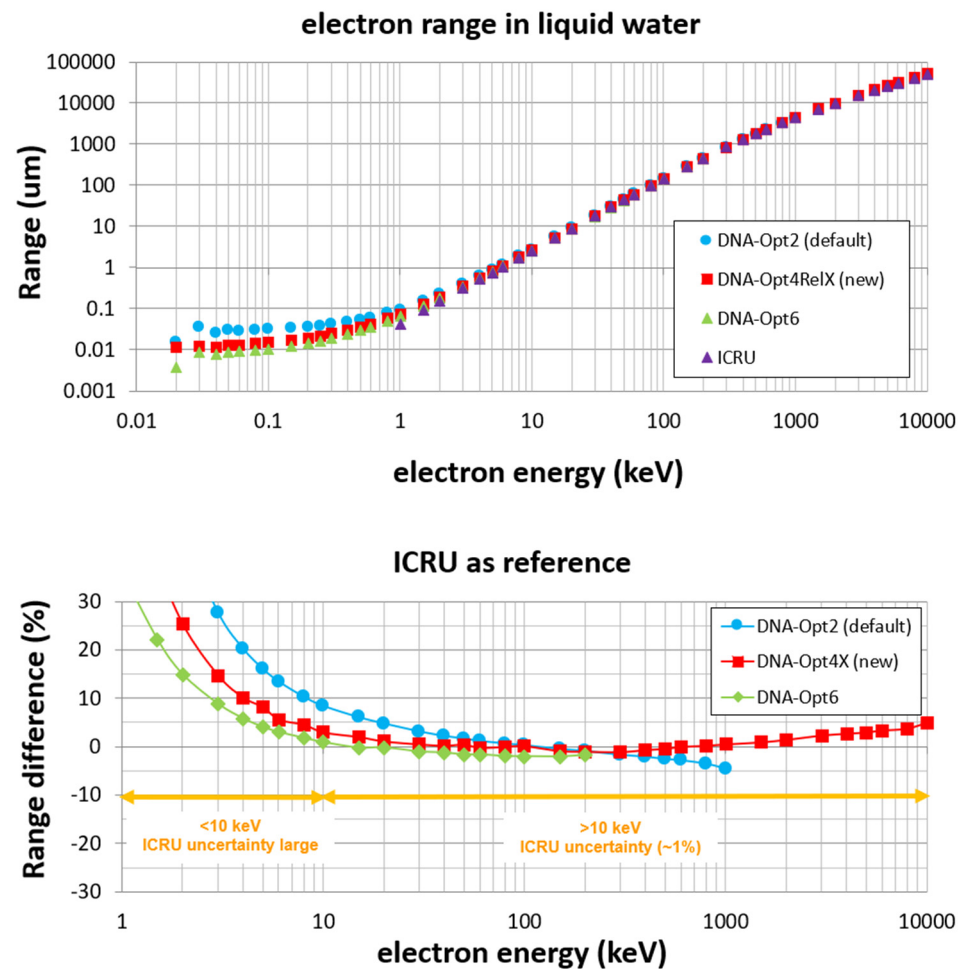 electron range in liquid water
Range (um)
100000
10000
1000
100
10
1
0.1
0.01
0.001
DNA-Opt2 (default)
DNA-Opt4RelX (new)
DNA-Opt6
ICRU
0.01 0.1 1 10 100 1000 10000
electron energy (keV)
ICRU as reference
Range difference (%)
30
20
10
0
-10
-20
-30
DNA-Opt2 (default)
DNA-Opt4X (new)
DNA-Opt6
<10 keV
ICRU uncertainty large
>10 keV
ICRU uncertainty (~1%)
1 10 100 1000 10000
electron energy (keV)